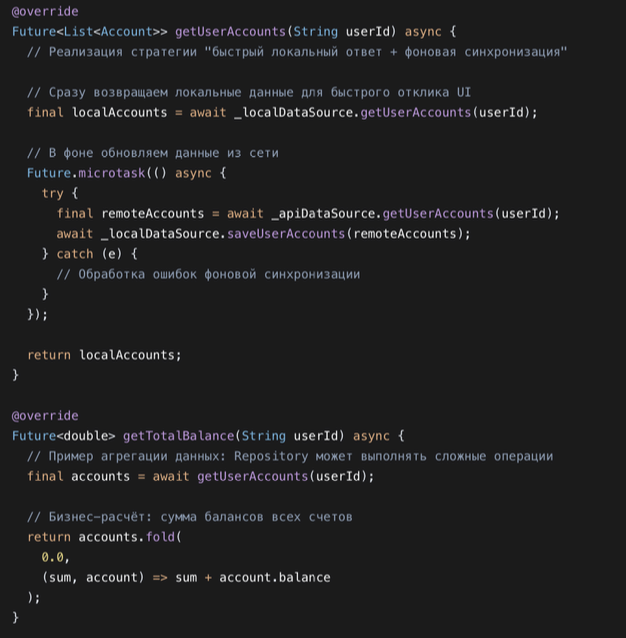 @override
Future<List<Account>> getUserAccounts(String userId) async {
  // Реализация стратегии "быстрый локальный ответ + фоновая синхронизация"

  // Сразу возвращаем локальные данные для быстрого отклика UI
  final localAccounts = await _localDataSource.getUserAccounts(userId);

  // В фоне обновляем данные из сети
  Future.microtask(() async {
    try {
      final remoteAccounts = await _apiDataSource.getUserAccounts(userId);
      await _localDataSource.saveUserAccounts(remoteAccounts);
    } catch (e) {
      // Обработка ошибок фоновой синхронизации
    }
  });

  return localAccounts;
}

@override
Future<double> getTotalBalance(String userId) async {
  // Пример агрегации данных: Repository может выполнять сложные операции
  final accounts = await getUserAccounts(userId);

  // Бизнес-расчёт: сумма балансов всех счетов
  return accounts.fold(
    0.0,
    (sum, account) => sum + account.balance
  );
}